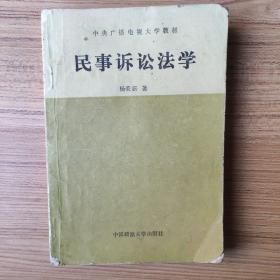 中央广播电视大学教材
民事诉讼法学
杨荣新 著
中国政法大学出版社